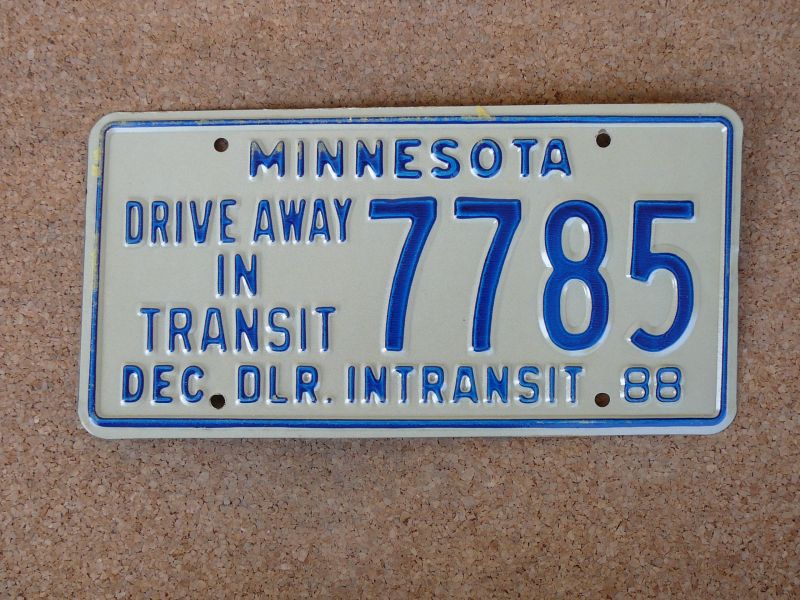 MINNESOTA
DRIVE AWAY
IN
TRANSIT
7785
DEC. DLR. INTRANSIT 88